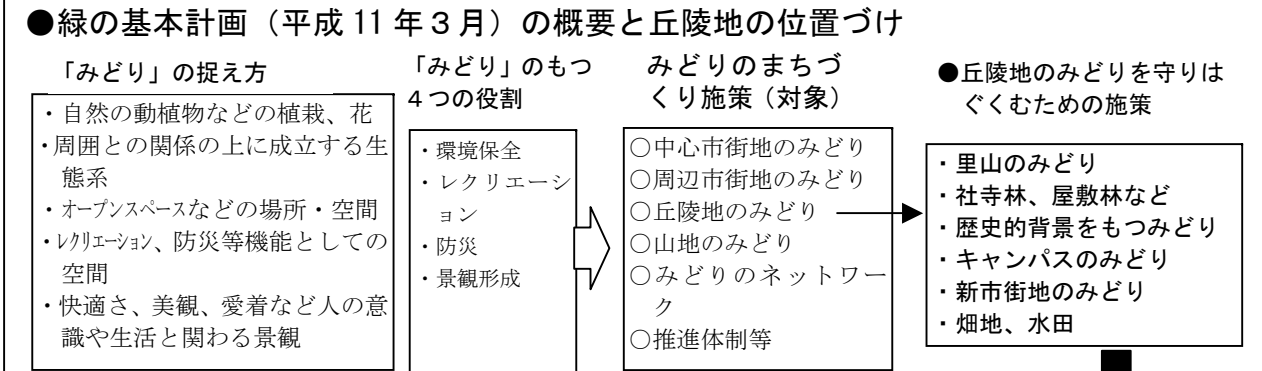 ●緑の基本計画（平成11年３月）の概要と丘陵地の位置づけ
「みどり」の捉え方
・自然の動植物などの植栽、花
・周囲との関係の上に成立する生
態系
・ｵｰﾌﾟﾝｽﾍﾟｰｽなどの場所・空間
・ﾚｸﾘｴｰｼｮﾝ、防災等機能としての
空間
・快適さ、美観、愛着など人の意
識や生活と関わる景観
「みどり」のもつ
４つの役割
・環境保全
・レクリエーシ
ョン
・防災
・景観形成
みどりのまちづ
くり施策（対象）
○中心市街地のみどり
○周辺市街地のみどり
○丘陵地のみどり
○山地のみどり
○みどりのネットワー
ク
○推進体制等
●丘陵地のみどりを守りは
ぐくむための施策
・里山のみどり
・社寺林、屋敷林など
・歴史的背景をもつみどり
・キャンパスのみどり
・新市街地のみどり
・畑地、水田